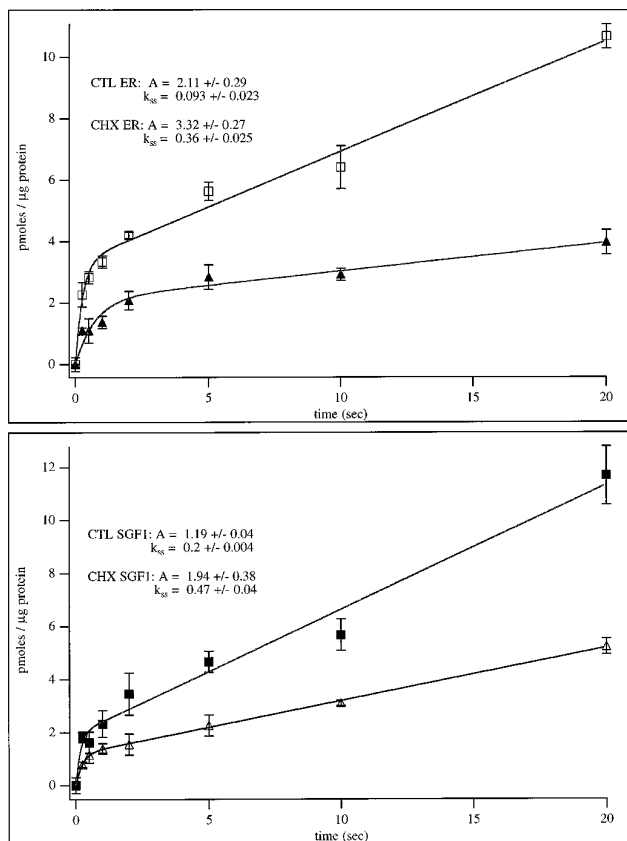 10
8
6
4
2
0
pmoles / µg protein
CTL ER: A = 2.11 +/- 0.29
kss = 0.093 +/- 0.023
CHX ER: A = 3.32 +/- 0.27
kss = 0.36 +/- 0.025
0 5 10 15 20
time (sec)
12
10
8
6
4
2
0
pmoles / µg protein
CTL SGF1: A = 1.19 +/- 0.04
kss = 0.2 +/- 0.004
CHX SGF1: A = 1.94 +/- 0.38
kss = 0.47 +/- 0.04
0 5 10 15 20
time (sec)